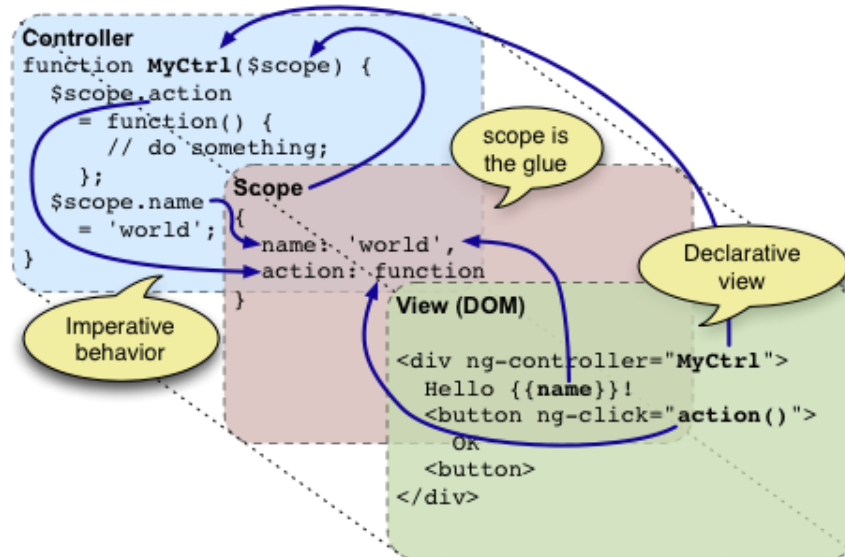 Controller
function MyCtrl($scope) {
$scope.action
= function() {
// do something;
};
$scope.name
= 'world';
}
Imperative
behavior
scope is
the glue
Scope
{
name: 'world',
action: function
}
Declarative
view
View (DOM)
<div ng-controller="MyCtrl">
Hello {{name}}!
<button ng-click="action()">
OK
<button>
</div>